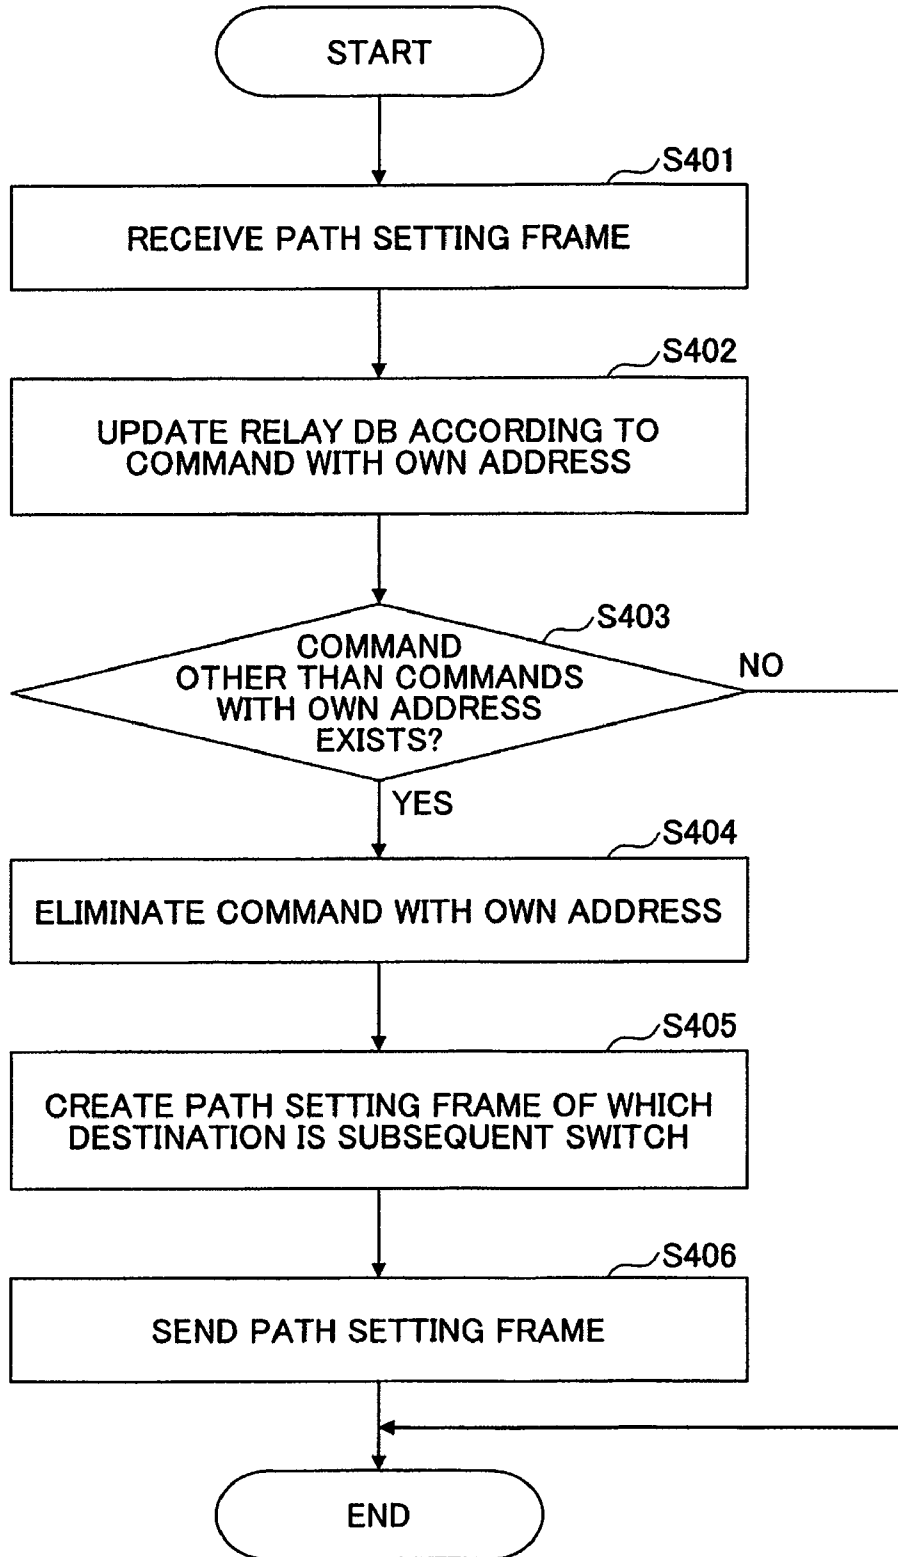 START
S401
RECEIVE PATH SETTING FRAME
S402
UPDATE RELAY DB ACCORDING TO
COMMAND WITH OWN ADDRESS
S403
COMMAND
OTHER THAN COMMANDS
WITH OWN ADDRESS
EXISTS?
NO
YES
S404
ELIMINATE COMMAND WITH OWN ADDRESS
S405
CREATE PATH SETTING FRAME OF WHICH
DESTINATION IS SUBSEQUENT SWITCH
S406
SEND PATH SETTING FRAME
END